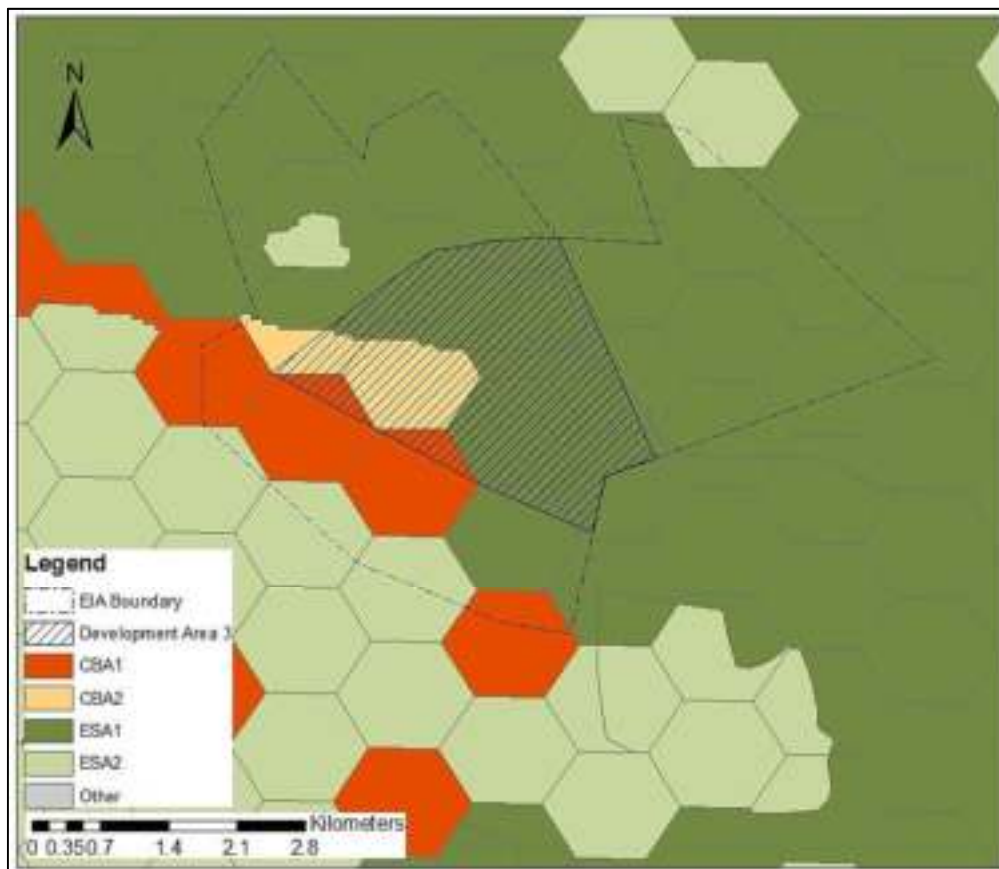 N
Legend
EIA Boundary
Development Area 3
CBA1
CBA2
ESA1
ESA2
Other
Kilometers
0 0.350.7 1.4 2.1 2.8